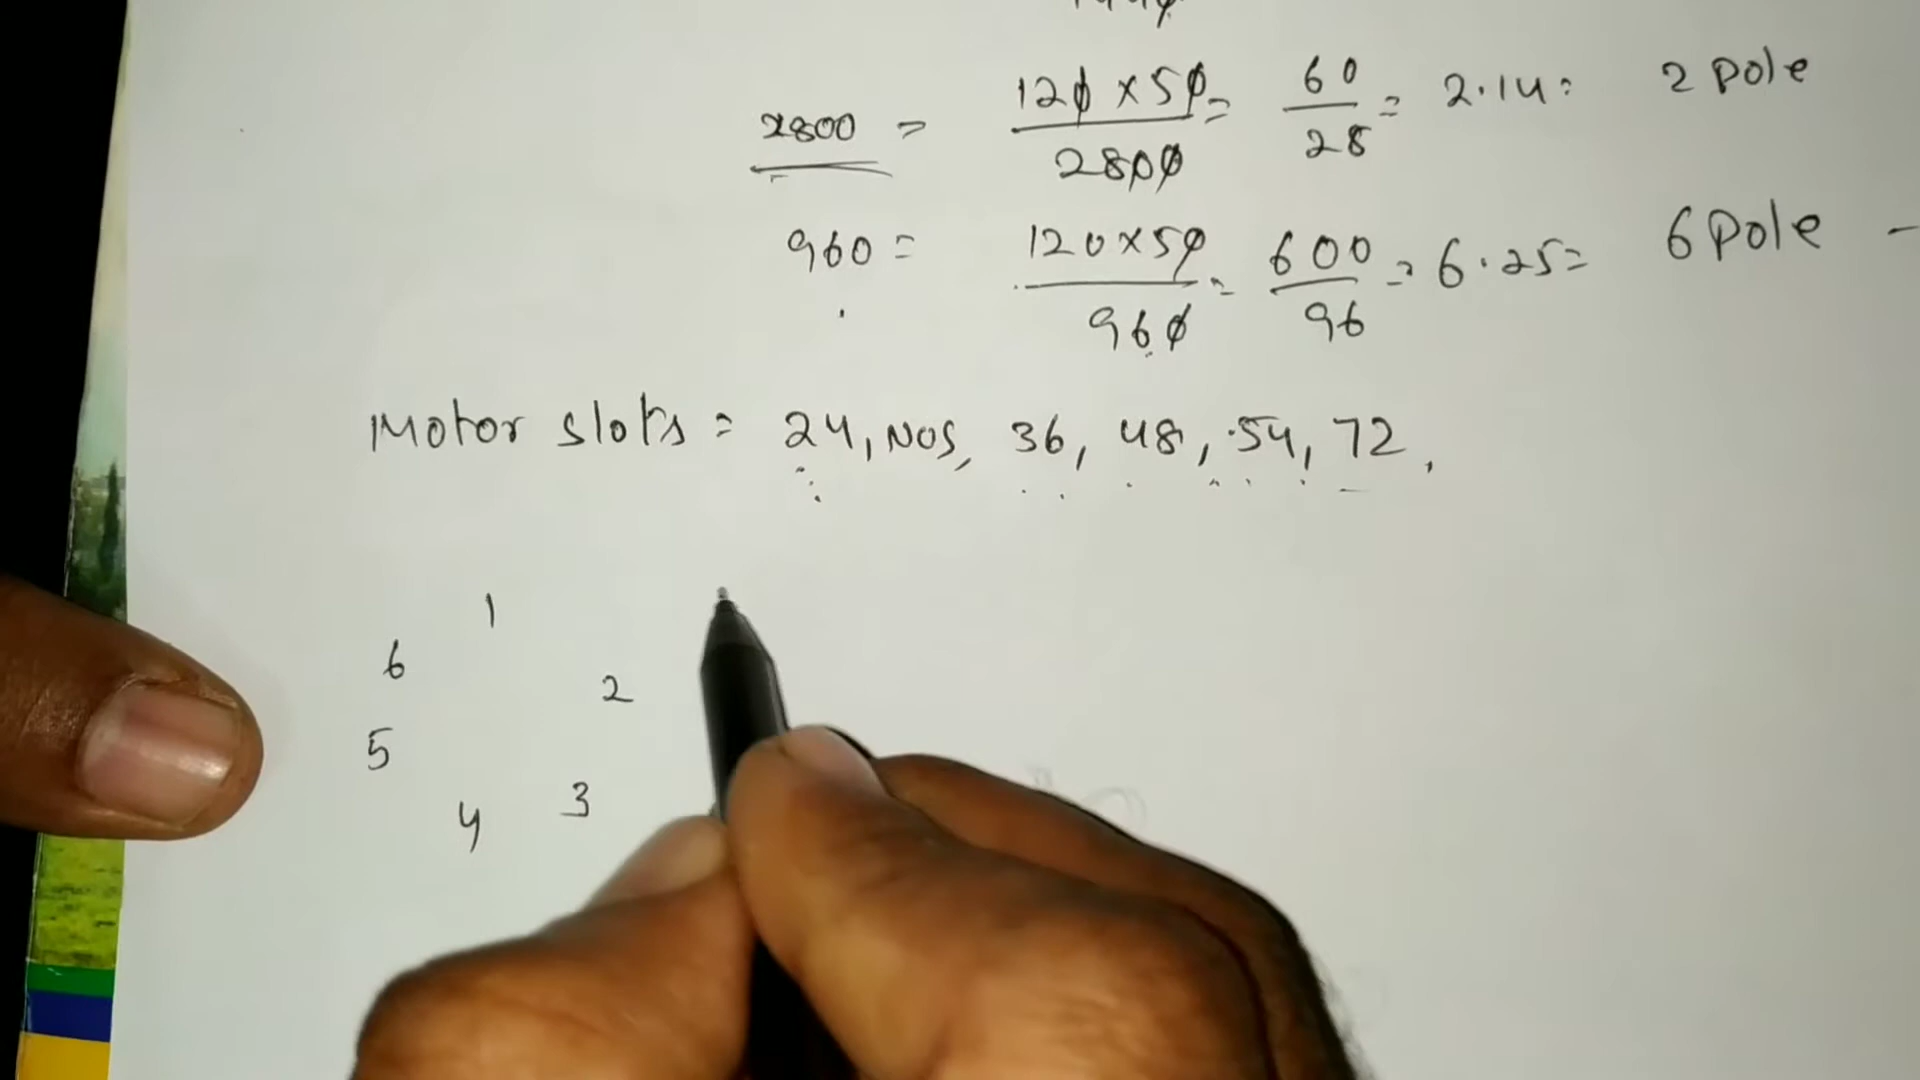 2800 = 120 × 50 / 2800 = 60 / 28 = 2.14 = 2 pole
960 = 120 × 50 / 960 = 600 / 96 = 6.25 = 6 pole -
Motor slots = 24, NOS, 36, 48, 54, 72,
1
6
2
5
3
4